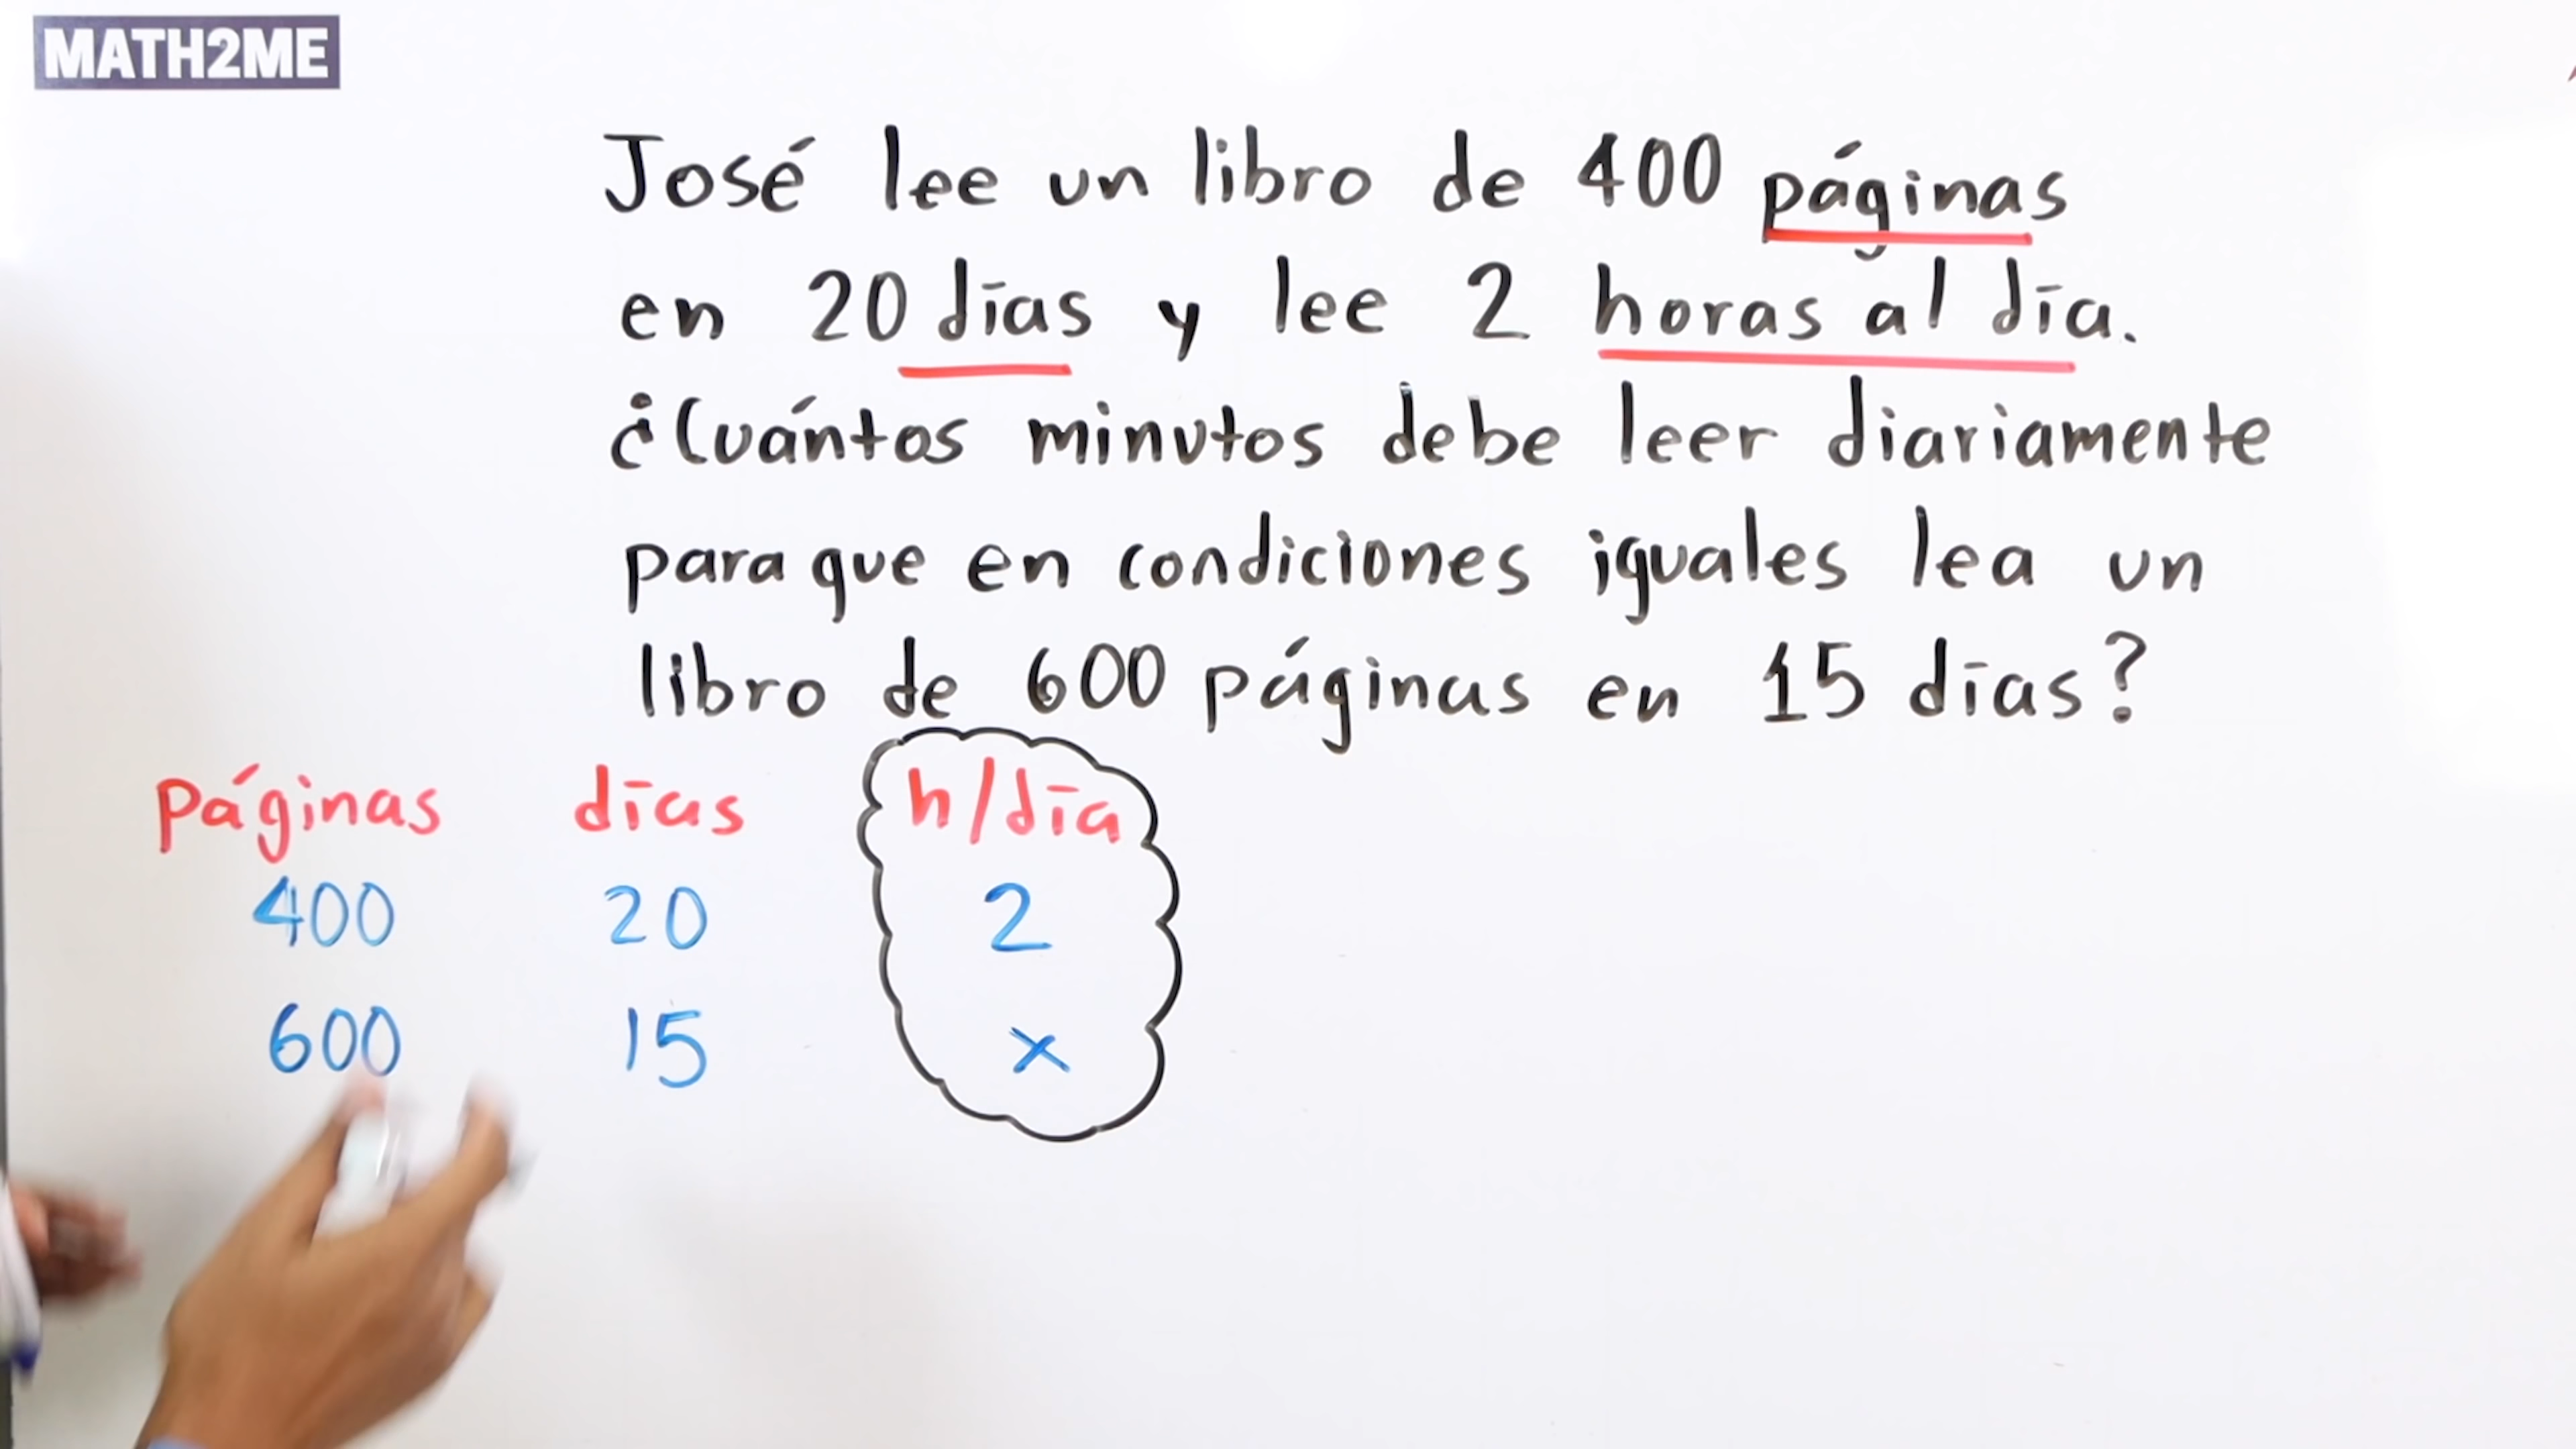 MATH2ME
José lee un libro de 400 páginas
en 20 días y lee 2 horas al día.
¿Cuántos minutos debe leer diariamente
para que en condiciones iguales lea un
libro de 600 páginas en 15 días?
páginas días h/día
400 20 2
600 15 x